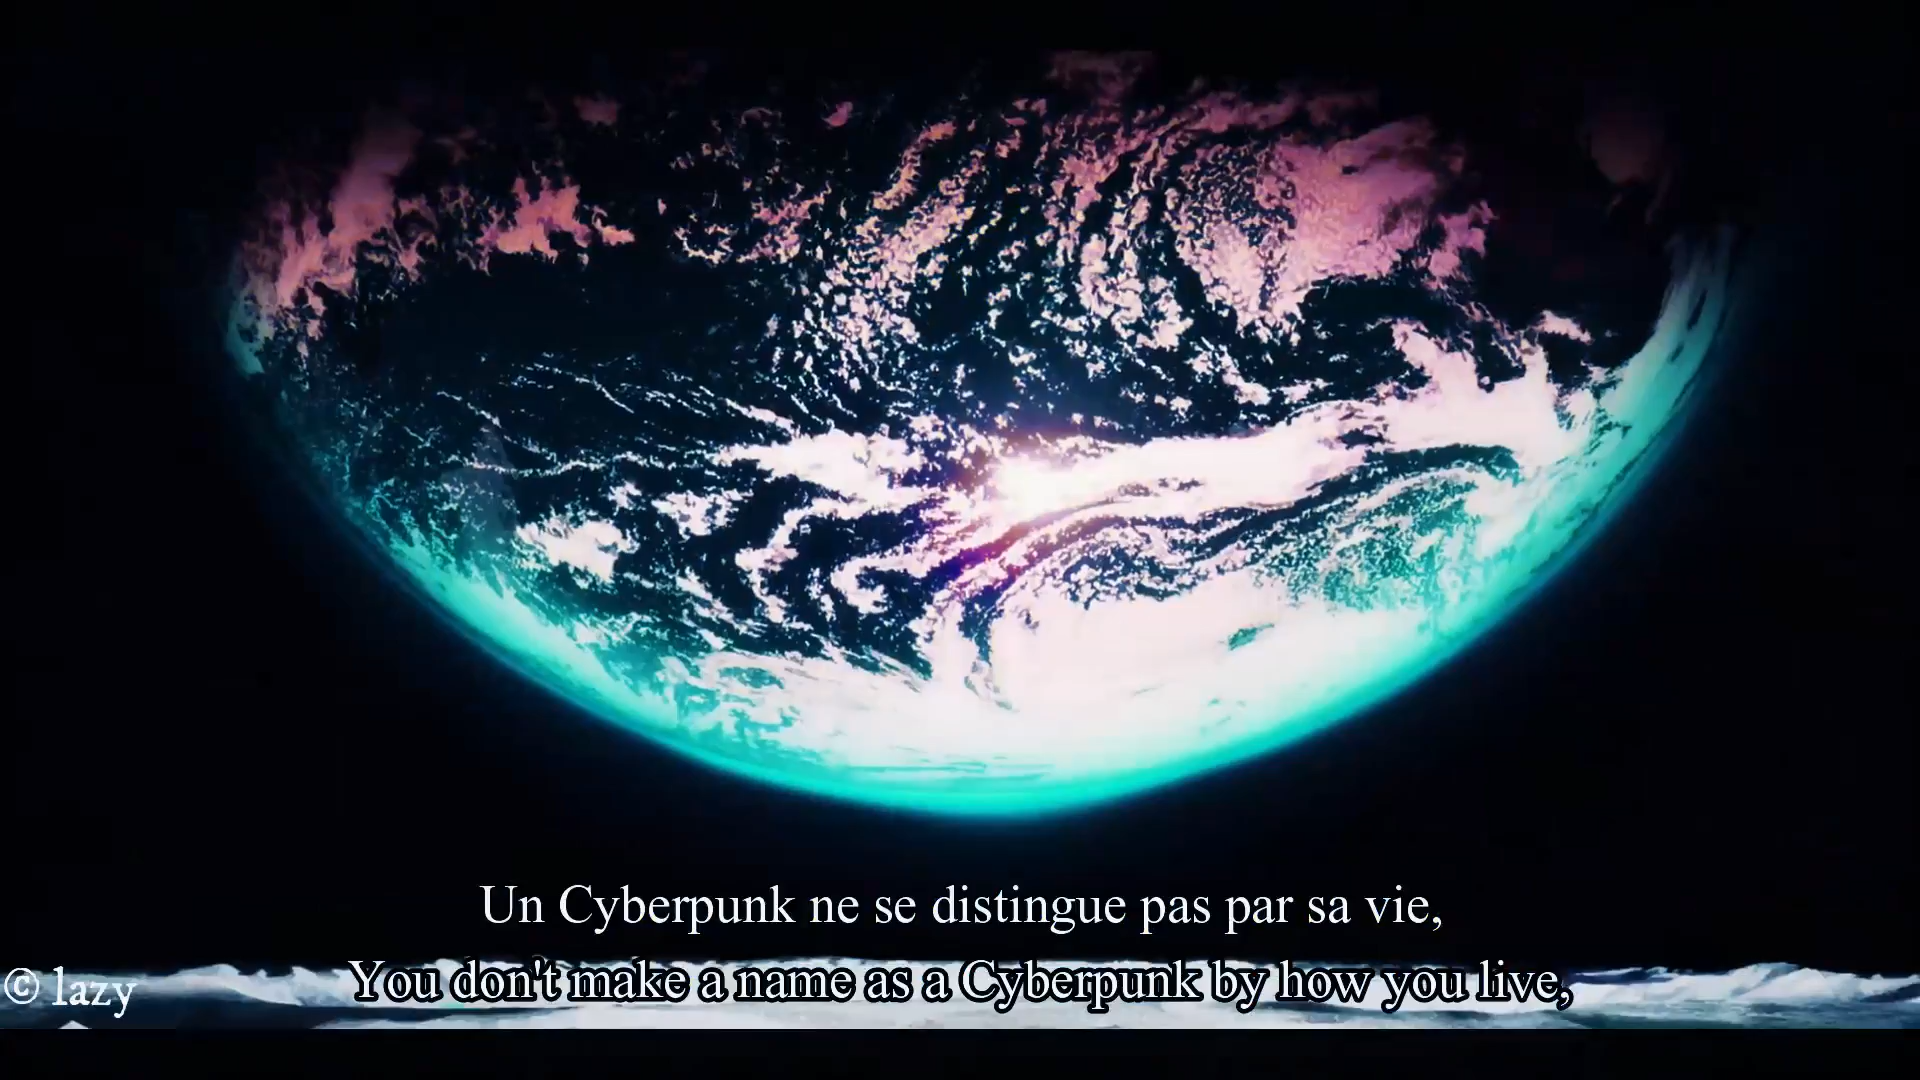 Un Cyberpunk ne se distingue pas par sa vie,
You don't make a name as a Cyberpunk by how you live,
© lazy